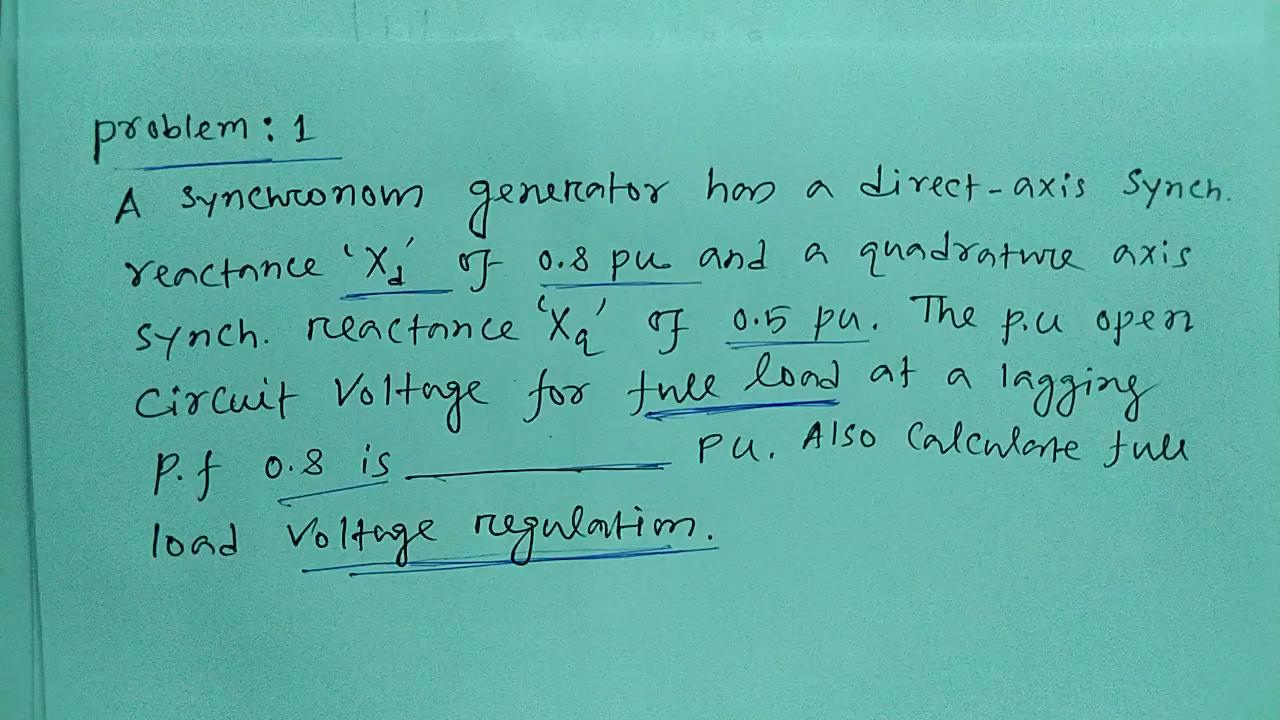 problem: 1
A synchronous generator has a direct-axis synch.
reactance 'Xd' of 0.8 pu and a quadrature axis
synch. reactance 'Xq' of 0.5 pu. The p.u open
circuit voltage for full load at a lagging
P.f 0.8 is ________ PU. Also calculate full
load voltage regulation.